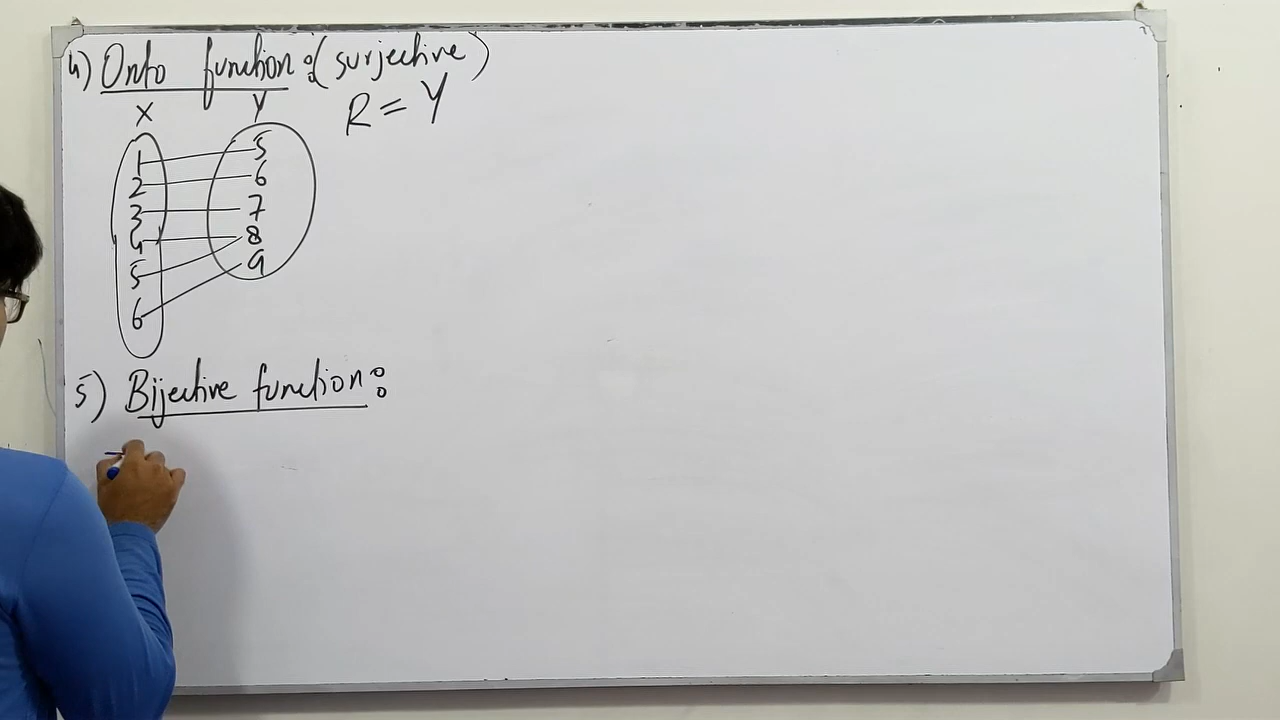 4) Onto function : (surjective)
R = Y
X Y
1 5
2 6
3 7
4 8
5 9
6
5) Bijective function :